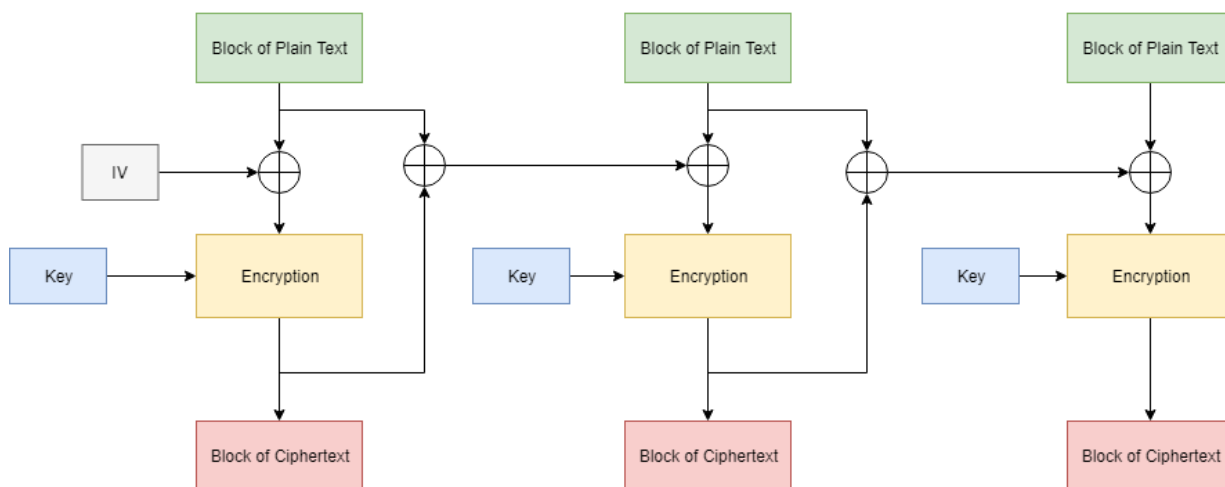 Block of Plain Text
Block of Plain Text
Block of Plain Text
IV
Key
Encryption
Key
Encryption
Key
Encryption
Block of Ciphertext
Block of Ciphertext
Block of Ciphertext